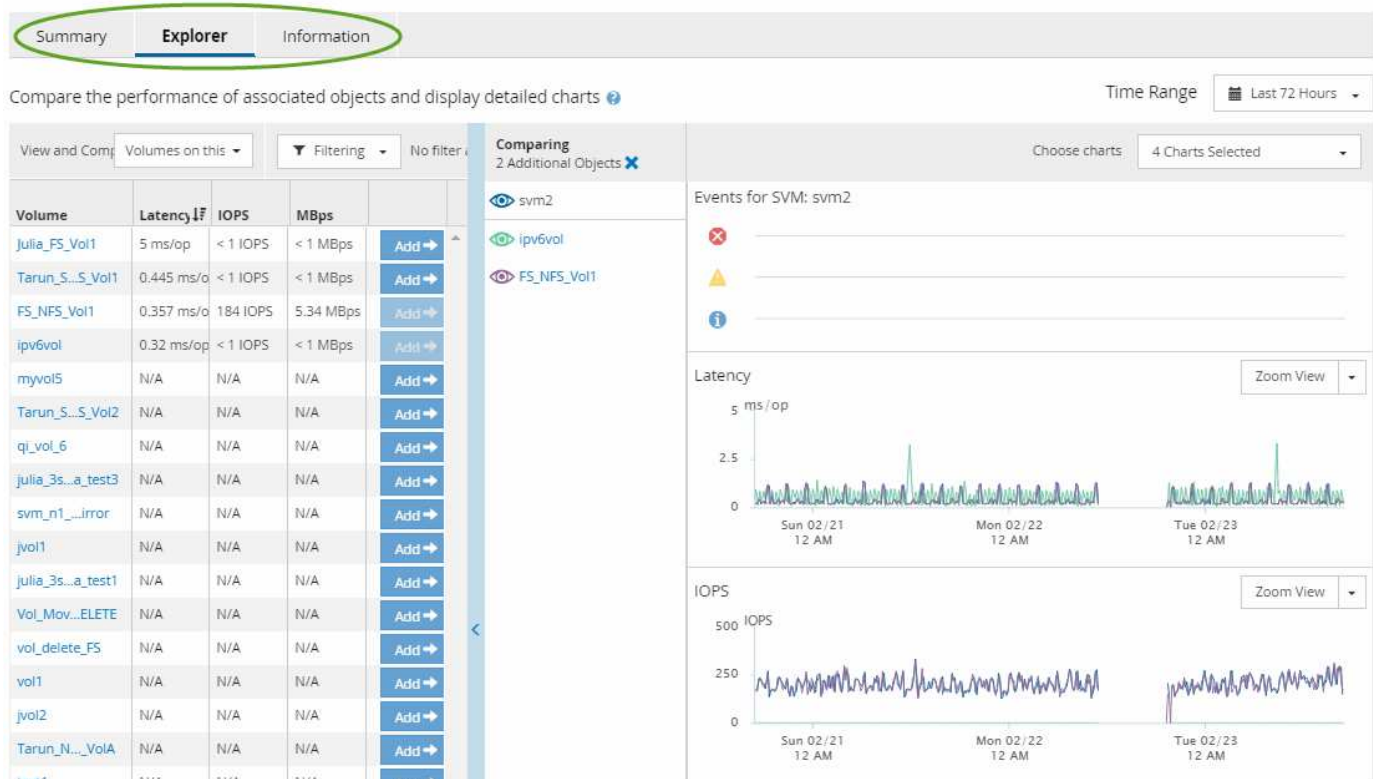 Summary Explorer Information
Compare the performance of associated objects and display detailed charts
Time Range Last 72 Hours
View and Comp Volumes on this Filtering No filter
Volume Latency IOPS MBps
Julia_FS_Vol1 5 ms/op < 1 IOPS < 1 MBps Add
Tarun_S...S_Vol1 0.445 ms/o < 1 IOPS < 1 MBps Add
FS_NFS_Vol1 0.357 ms/o 184 IOPS 5.34 MBps Add
ipv6vol 0.32 ms/op < 1 IOPS < 1 MBps Add
myvol5 N/A N/A N/A Add
Tarun_S...S_Vol2 N/A N/A N/A Add
qi_vol_6 N/A N/A N/A Add
julia_3s...a_test3 N/A N/A N/A Add
svm_n1_...irror N/A N/A N/A Add
jvol1 N/A N/A N/A Add
julia_3s...a_test1 N/A N/A N/A Add
Vol_Mov...ELETE N/A N/A N/A Add
vol_delete_FS N/A N/A N/A Add
vol1 N/A N/A N/A Add
jvol2 N/A N/A N/A Add
Tarun_N..._VolA N/A N/A N/A Add
Comparing
2 Additional Objects
svm2
ipv6vol
FS_NFS_Vol1
Choose charts 4 Charts Selected
Events for SVM: svm2
Latency Zoom View
5 ms/op
2.5
0
Sun 02/21 Mon 02/22 Tue 02/23
12 AM 12 AM 12 AM
IOPS Zoom View
500 IOPS
250
0
Sun 02/21 Mon 02/22 Tue 02/23
12 AM 12 AM 12 AM